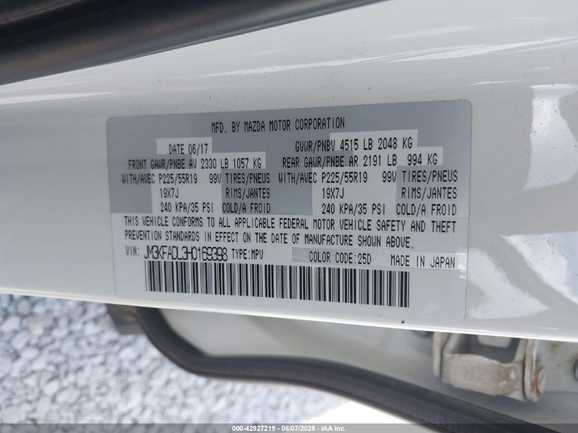 MFD. BY MAZDA MOTOR CORPORATION
DATE 06/17 GVWR/PNBV 4515 LB 2048 KG
FRONT GAWR/PNBE AV 2330 LB 1057 KG REAR GAWR/PNBE AR 2191 LB 994 KG
WITH/AVEC P225/55R19 99V TIRES/PNEUS WITH/AVEC P225/55R19 99V TIRES/PNEUS
19X7J RIMS/JANTES 19X7J RIMS/JANTES
240 KPA/35 PSI COLD/A FROID 240 KPA/35 PSI COLD/A FROID
THIS VEHICLE CONFORMS TO ALL APPLICABLE FEDERAL MOTOR VEHICLE SAFETY AND THEFT
PREVENTION STANDARDS IN EFFECT ON THE DATE OF MANUFACTURE SHOWN ABOVE.
VIN: JM3KFADL3H0169398 TYPE:MPV COLOR CODE:25D MADE IN JAPAN
000-42927219 - 08/07/2025 -